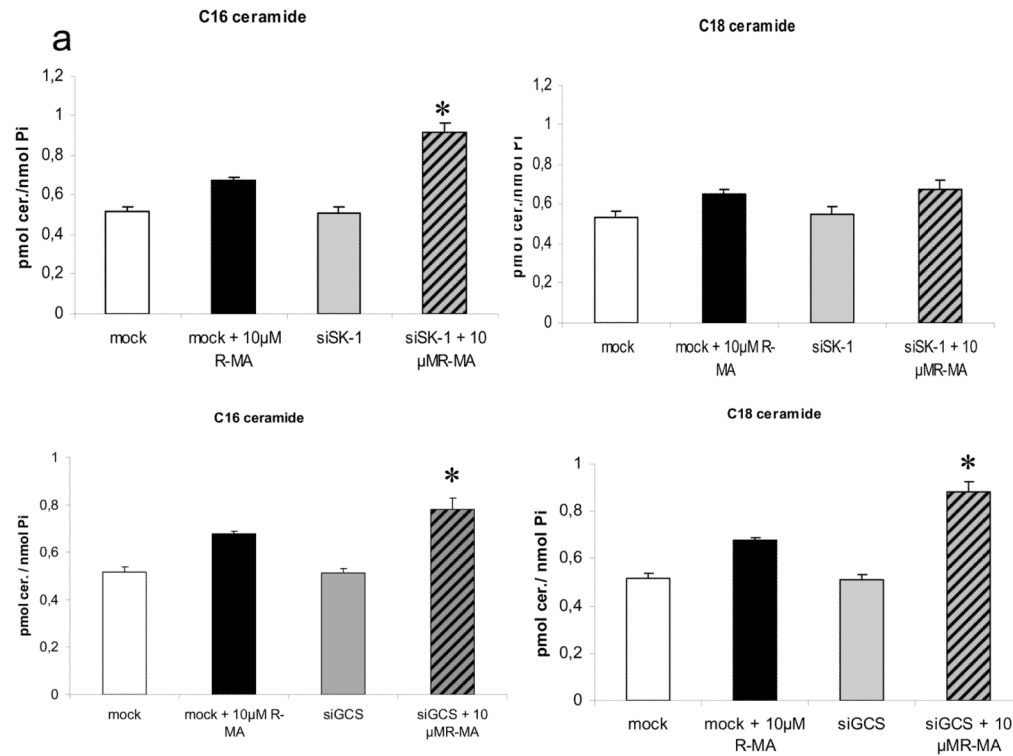 C16 ceramide
a
pmol cer./nmol Pi
1,2
1
0,8
0,6
0,4
0,2
0
*
mock
mock + 10µM
R-MA
siSK-1
siSK-1 + 10
µMR-MA
C18 ceramide
pmol cer./nmol Pi
1,2
1
0,8
0,6
0,4
0,2
0
mock
mock + 10µM R-
MA
siSK-1
siSK-1 + 10
µMR-MA
C16 ceramide
pmol cer. / nmol Pi
1
0,8
0,6
0,4
0,2
0
*
mock
mock + 10µM R-
MA
siGCS
siGCS + 10
µMR-MA
C18 ceramide
pmol cer./ nmol Pi
1
0,8
0,6
0,4
0,2
0
*
mock
mock + 10µM
R-MA
siGCS
siGCS + 10
µMR-MA